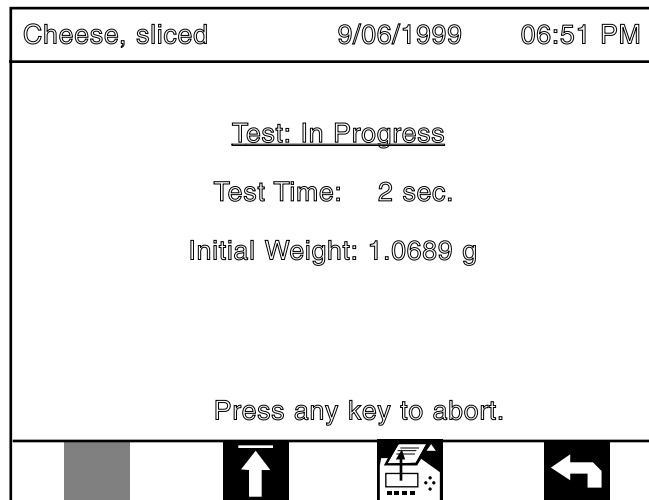 Cheese, sliced 9/06/1999 06:51 PM
Test: In Progress
Test Time: 2 sec.
Initial Weight: 1.0689 g
Press any key to abort.